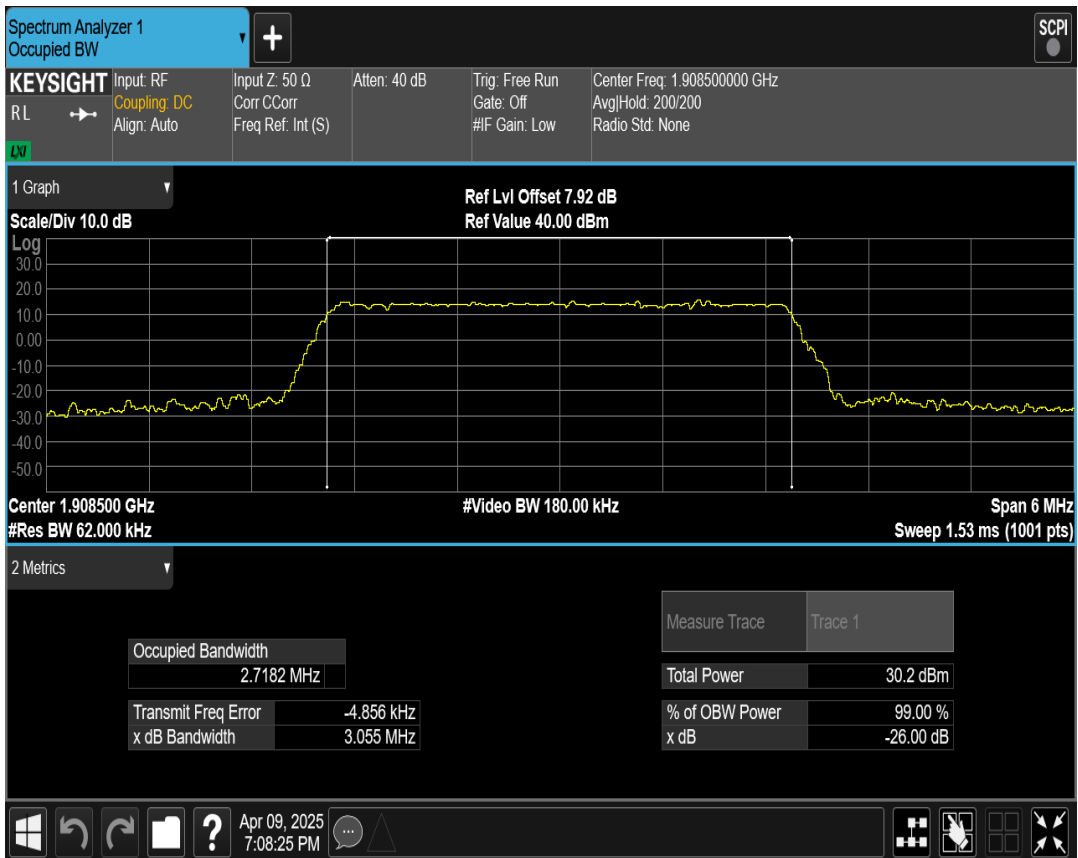 Spectrum Analyzer 1
Occupied BW
+
SCPI
KEYSIGHT
RL
LXI
Input: RF
Coupling: DC
Align: Auto
Input Z: 50 Ω
Corr CCorr
Freq Ref: Int (S)
Atten: 40 dB
Trig: Free Run
Gate: Off
#IF Gain: Low
Center Freq: 1.908500000 GHz
Avg|Hold: 200/200
Radio Std: None
1 Graph
Scale/Div 10.0 dB
Ref Lvl Offset 7.92 dB
Ref Value 40.00 dBm
Log
30.0
20.0
10.0
0.00
-10.0
-20.0
-30.0
-40.0
-50.0
Center 1.908500 GHz
#Video BW 180.00 kHz
Span 6 MHz
#Res BW 62.000 kHz
Sweep 1.53 ms (1001 pts)
2 Metrics
Measure Trace Trace 1
Occupied Bandwidth
2.7182 MHz
Total Power 30.2 dBm
Transmit Freq Error -4.856 kHz
% of OBW Power 99.00 %
x dB Bandwidth 3.055 MHz
x dB -26.00 dB
?
Apr 09, 2025
7:08:25 PM